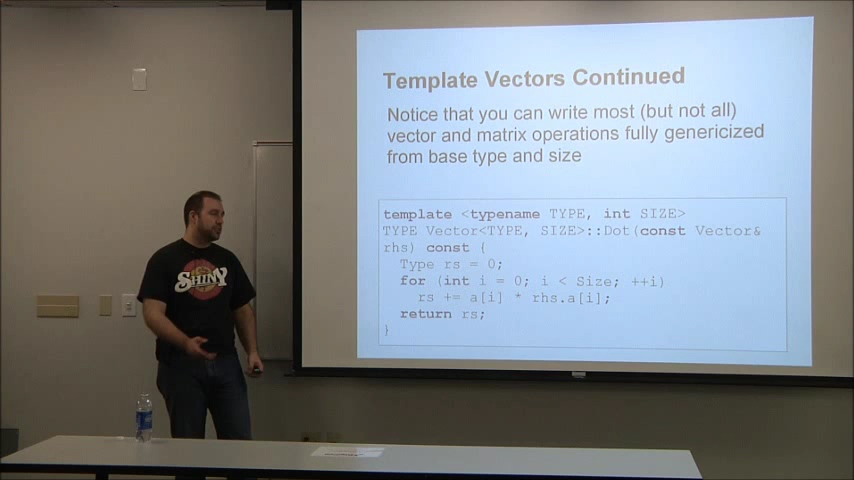 Template Vectors Continued
Notice that you can write most (but not all)
vector and matrix operations fully genericized
from base type and size
template <typename TYPE, int SIZE>
TYPE Vector<TYPE, SIZE>::Dot(const Vector&
rhs) const {
Type rs = 0;
for (int i = 0; i < Size; ++i)
rs += a[i] * rhs.a[i];
return rs;
}
SHINY